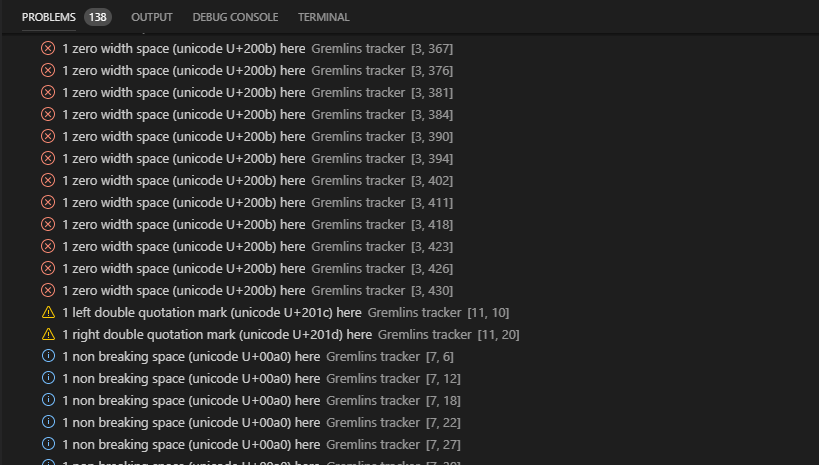 PROBLEMS 138 OUTPUT DEBUG CONSOLE TERMINAL
1 zero width space (unicode U+200b) here Gremlins tracker [3, 367]
1 zero width space (unicode U+200b) here Gremlins tracker [3, 376]
1 zero width space (unicode U+200b) here Gremlins tracker [3, 381]
1 zero width space (unicode U+200b) here Gremlins tracker [3, 384]
1 zero width space (unicode U+200b) here Gremlins tracker [3, 390]
1 zero width space (unicode U+200b) here Gremlins tracker [3, 394]
1 zero width space (unicode U+200b) here Gremlins tracker [3, 402]
1 zero width space (unicode U+200b) here Gremlins tracker [3, 411]
1 zero width space (unicode U+200b) here Gremlins tracker [3, 418]
1 zero width space (unicode U+200b) here Gremlins tracker [3, 423]
1 zero width space (unicode U+200b) here Gremlins tracker [3, 426]
1 zero width space (unicode U+200b) here Gremlins tracker [3, 430]
1 left double quotation mark (unicode U+201c) here Gremlins tracker [11, 10]
1 right double quotation mark (unicode U+201d) here Gremlins tracker [11, 20]
1 non breaking space (unicode U+00a0) here Gremlins tracker [7, 6]
1 non breaking space (unicode U+00a0) here Gremlins tracker [7, 12]
1 non breaking space (unicode U+00a0) here Gremlins tracker [7, 18]
1 non breaking space (unicode U+00a0) here Gremlins tracker [7, 22]
1 non breaking space (unicode U+00a0) here Gremlins tracker [7, 27]
1 non breaking space (unicode U+00a0) here Gremlins tracker